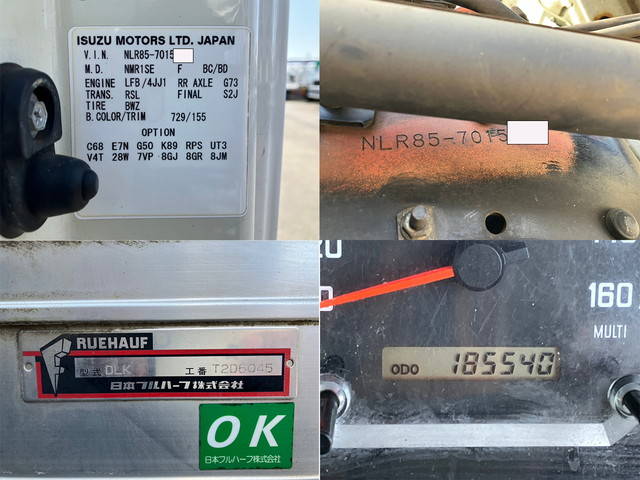 ISUZU MOTORS LTD. JAPAN
V.I.N. NLR85-7015
M.D. NMR1SE F BC/BD
ENGINE LFB/4JJ1 RR AXLE G73
TRANS. RSL FINAL S2J
TIRE BWZ
B.COLOR/TRIM 729/155
OPTION
C68 E7N G50 K89 RPS UT3
V4T 28W 7VP 8GJ 8GR 8JM
NLR85-7015
RUEHAUF
型式 DLK 工番 T2D6045
日本フルハーフ株式会社
OK
日本フルハーフ株式会社
160
MULTI
ODO 185540